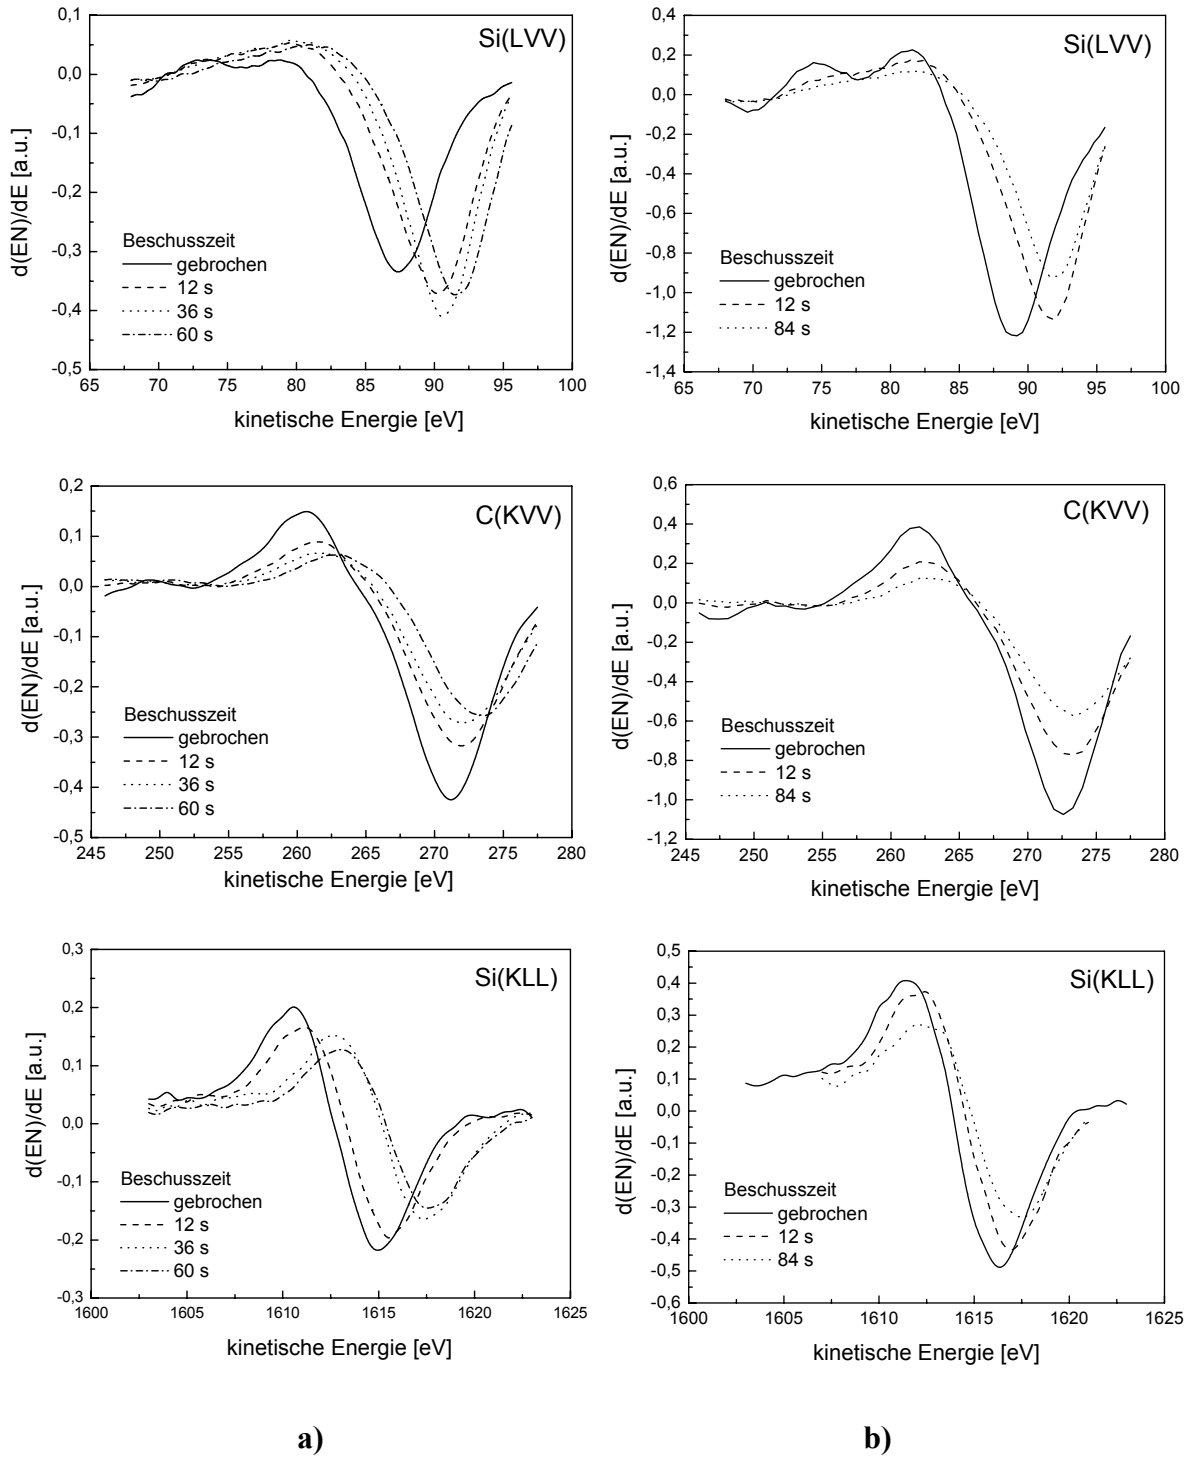 Si(LVV)
d(EN)/dE [a.u.]
0,1
0,0
-0,1
-0,2
-0,3
-0,4
-0,5
Beschusszeit
gebrochen
12 s
36 s
60 s
65 70 75 80 85 90 95 100
kinetische Energie [eV]
Si(LVV)
d(EN)/dE [a.u.]
0,4
0,2
0,0
-0,2
-0,4
-0,6
-0,8
-1,0
-1,2
-1,4
Beschusszeit
gebrochen
12 s
84 s
65 70 75 80 85 90 95 100
kinetische Energie [eV]
C(KVV)
d(EN)/dE [a.u.]
0,2
0,1
0,0
-0,1
-0,2
-0,3
-0,4
-0,5
Beschusszeit
gebrochen
12 s
36 s
60 s
245 250 255 260 265 270 275 280
kinetische Energie [eV]
C(KVV)
d(EN)/dE [a.u.]
0,6
0,4
0,2
0,0
-0,2
-0,4
-0,6
-0,8
-1,0
-1,2
Beschusszeit
gebrochen
12 s
84 s
245 250 255 260 265 270 275 280
kinetische Energie [eV]
Si(KLL)
d(EN)/dE [a.u.]
0,3
0,2
0,1
0,0
-0,1
-0,2
-0,3
Beschusszeit
gebrochen
12 s
36 s
60 s
1600 1605 1610 1615 1620 1625
kinetische Energie [eV]
Si(KLL)
d(EN)/dE [a.u.]
0,5
0,4
0,3
0,2
0,1
0,0
-0,1
-0,2
-0,3
-0,4
-0,5
-0,6
Beschusszeit
gebrochen
12 s
84 s
1600 1605 1610 1615 1620 1625
kinetische Energie [eV]
a)
b)